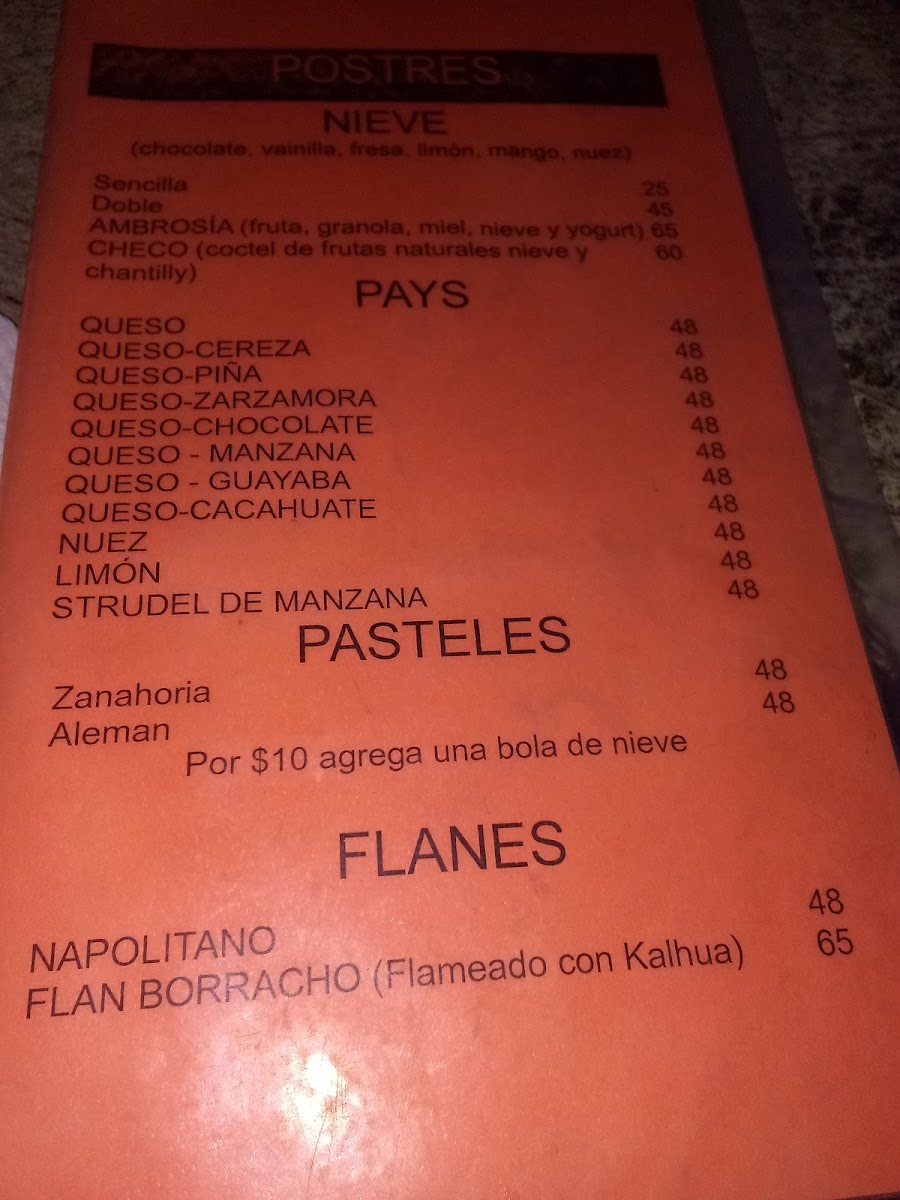 POSTRES
NIEVE
(chocolate, vainilla, fresa, limón, mango, nuez)
Sencilla 25
Doble 45
AMBROSÍA (fruta, granola, miel, nieve y yogurt) 65
CHECO (coctel de frutas naturales nieve y 60
chantilly)
PAYS
QUESO 48
QUESO-CEREZA 48
QUESO-PIÑA 48
QUESO-ZARZAMORA 48
QUESO-CHOCOLATE 48
QUESO - MANZANA 48
QUESO - GUAYABA 48
QUESO-CACAHUATE 48
NUEZ 48
LIMÓN 48
STRUDEL DE MANZANA 48
PASTELES
Zanahoria 48
Aleman 48
Por $10 agrega una bola de nieve
FLANES
NAPOLITANO 48
FLAN BORRACHO (Flameado con Kalhua) 65